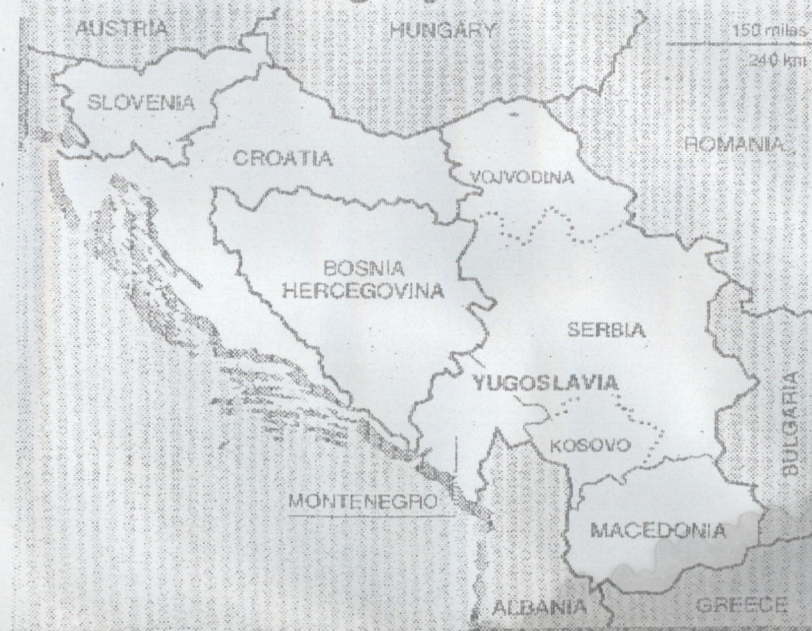 AUSTRIA
HUNGARY
150 miles
240 km
SLOVENIA
CROATIA
VOJVODINA
ROMANIA
BOSNIA
HERCEGOVINA
SERBIA
YUGOSLAVIA
BULGARIA
KOSOVO
MONTENEGRO
MACEDONIA
ALBANIA
GREECE